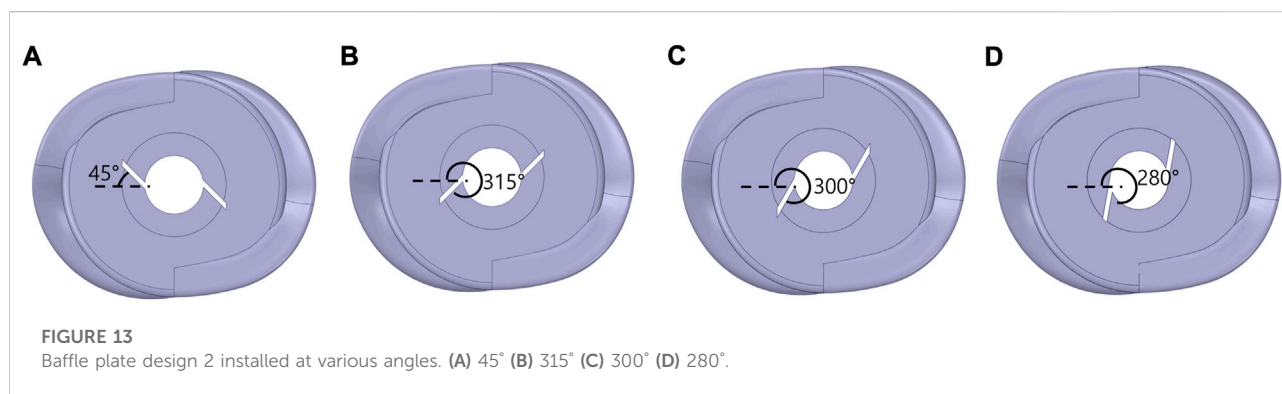 A
B
C
D
45°
315°
300°
280°
FIGURE 13
Baffle plate design 2 installed at various angles. (A) 45° (B) 315° (C) 300° (D) 280°.